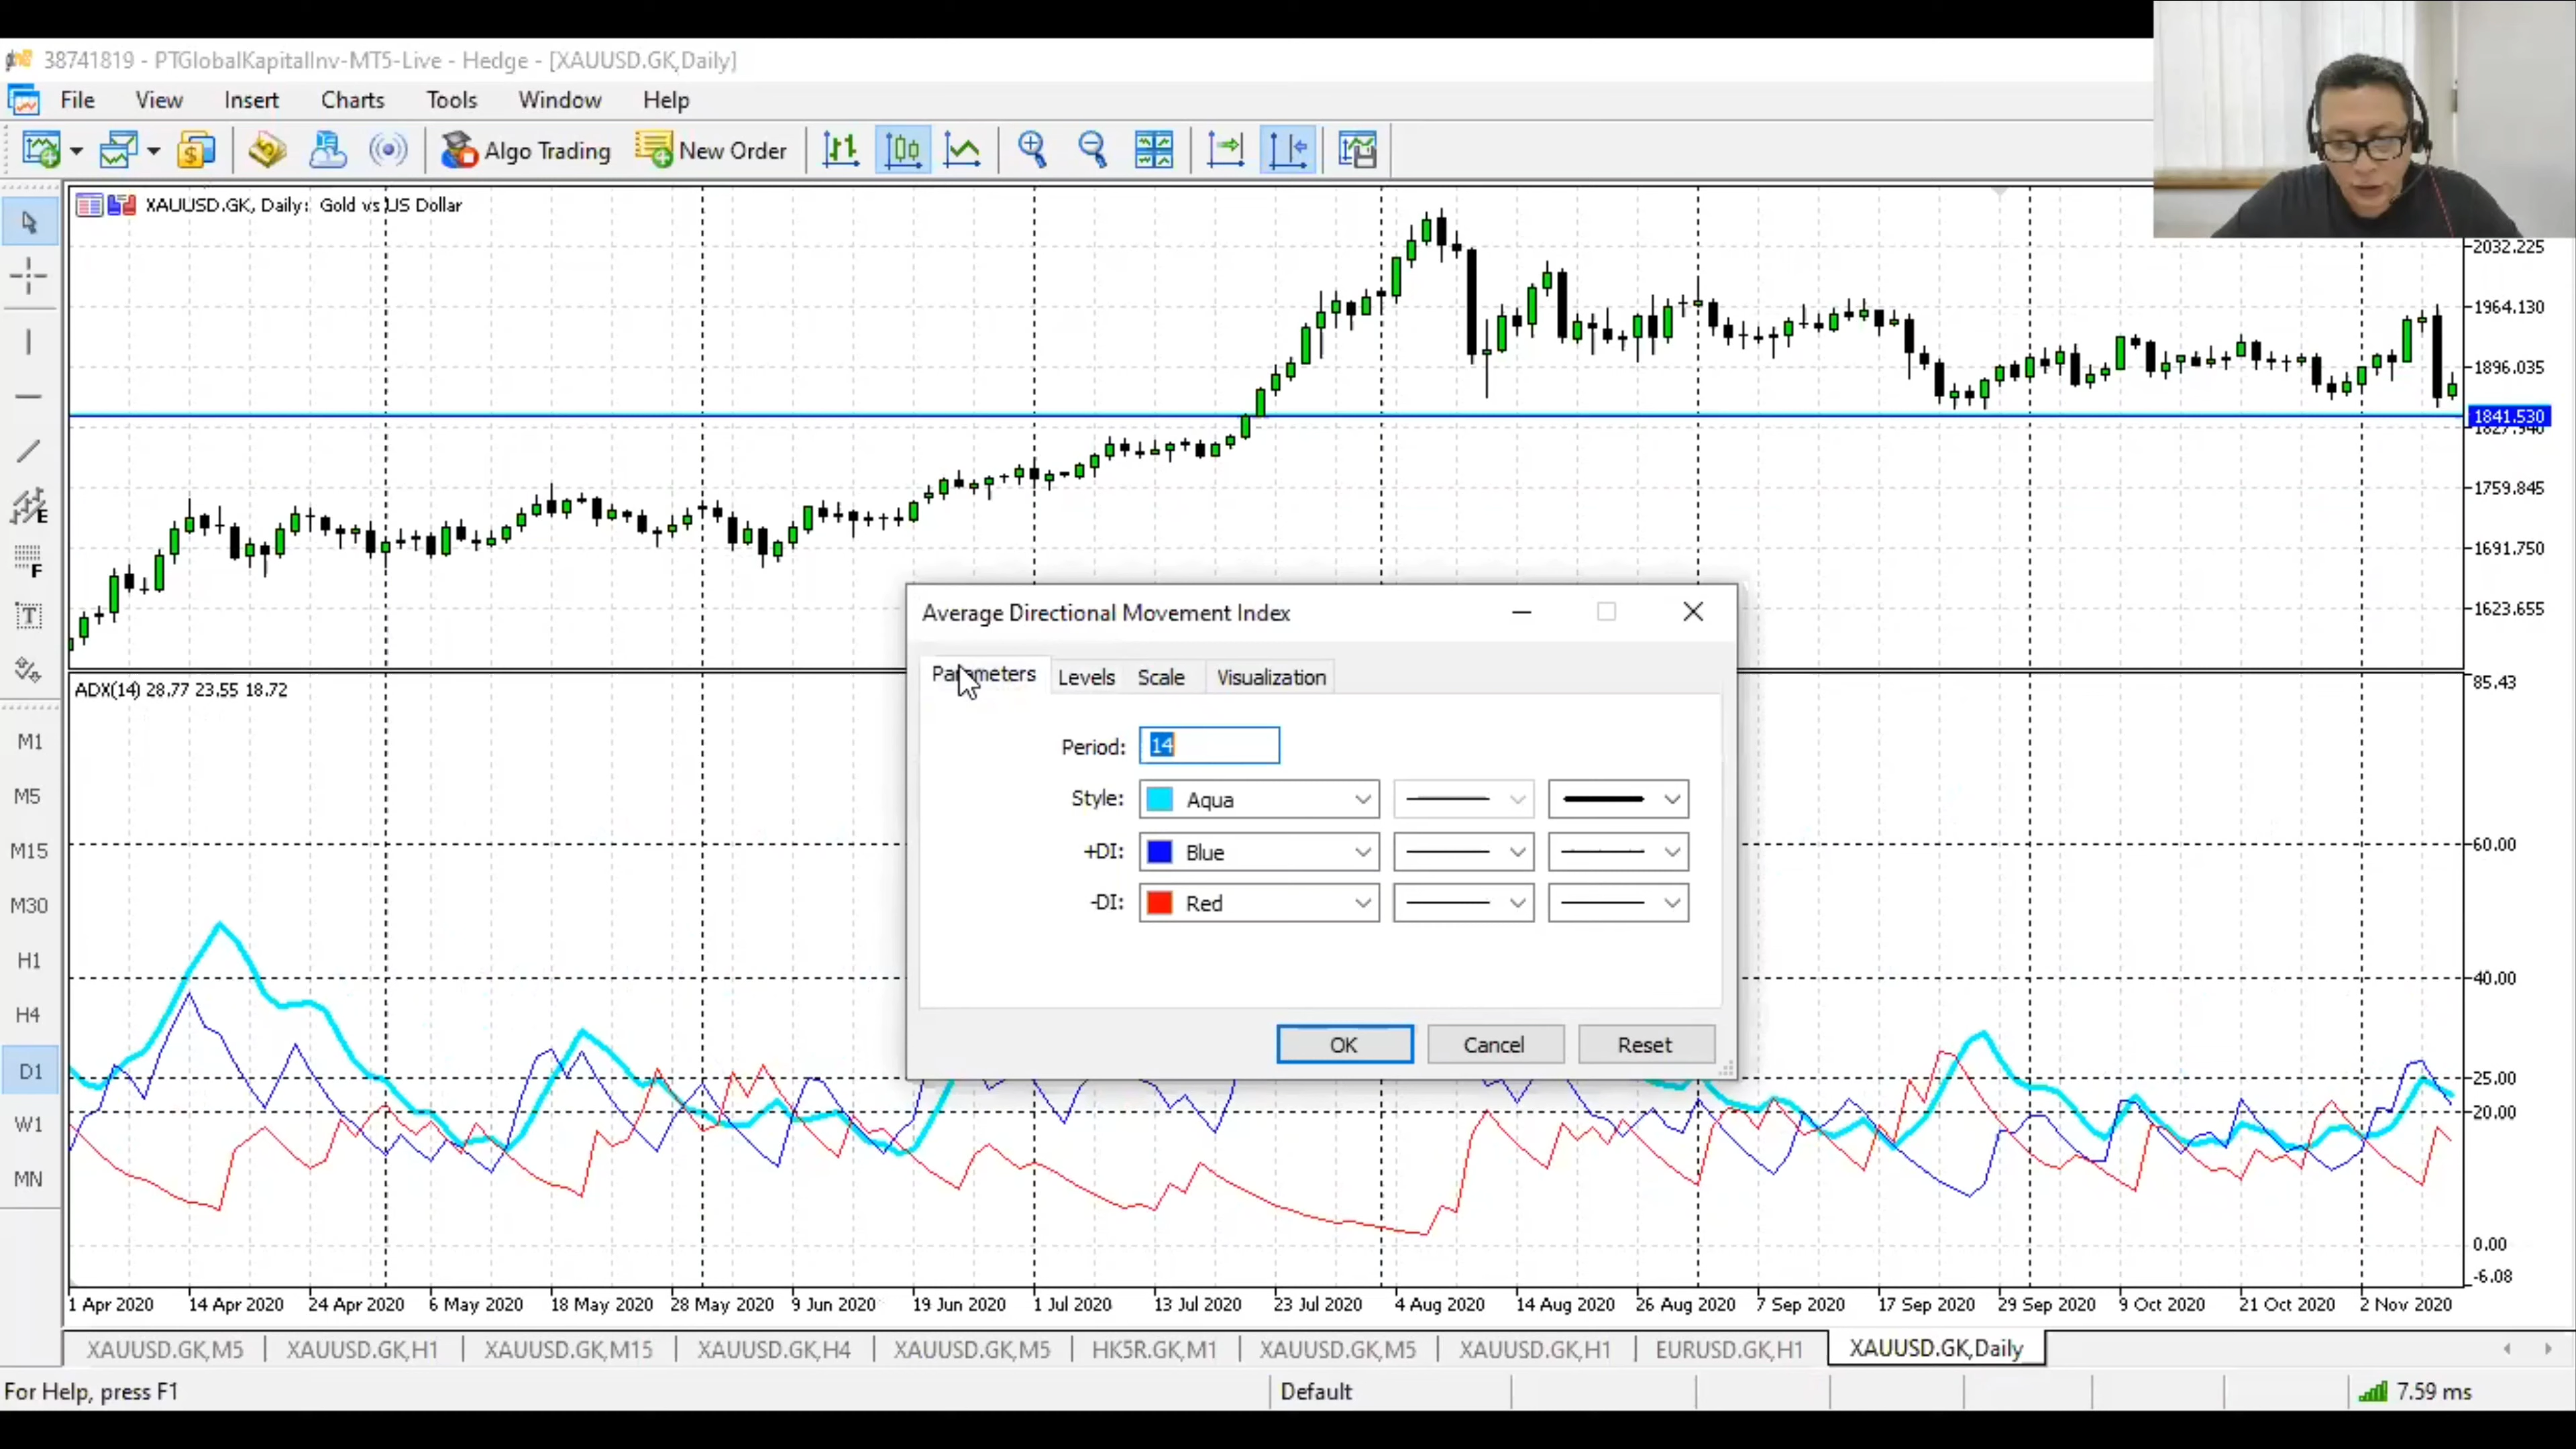 38741819 - PTGlobalKapitalInv-MT5-Live - Hedge - [XAUUSD.GK,Daily]
File View Insert Charts Tools Window Help
Algo Trading New Order
XAUUSD.GK, Daily: Gold vs US Dollar
2032.225
1964.130
1896.035
1841.530
1759.845
1691.750
1623.655
E
F
T
M1
M5
M15
M30
H1
H4
D1
W1
MN
Average Directional Movement Index
Parameters Levels Scale Visualization
Period: 14
Style: Aqua
+DI: Blue
-DI: Red
OK Cancel Reset
ADX(14) 28.77 23.55 18.72
85.43
60.00
40.00
25.00
20.00
0.00
-6.08
1 Apr 2020 14 Apr 2020 24 Apr 2020 6 May 2020 18 May 2020 28 May 2020 9 Jun 2020 19 Jun 2020 1 Jul 2020 13 Jul 2020 23 Jul 2020 4 Aug 2020 14 Aug 2020 26 Aug 2020 7 Sep 2020 17 Sep 2020 29 Sep 2020 9 Oct 2020 21 Oct 2020 2 Nov 2020
XAUUSD.GK,M5 XAUUSD.GK,H1 XAUUSD.GK,M15 XAUUSD.GK,H4 XAUUSD.GK,M5 HK5R.GK,M1 XAUUSD.GK,M5 XAUUSD.GK,H1 EURUSD.GK,H1 XAUUSD.GK,Daily
For Help, press F1 Default 7.59 ms